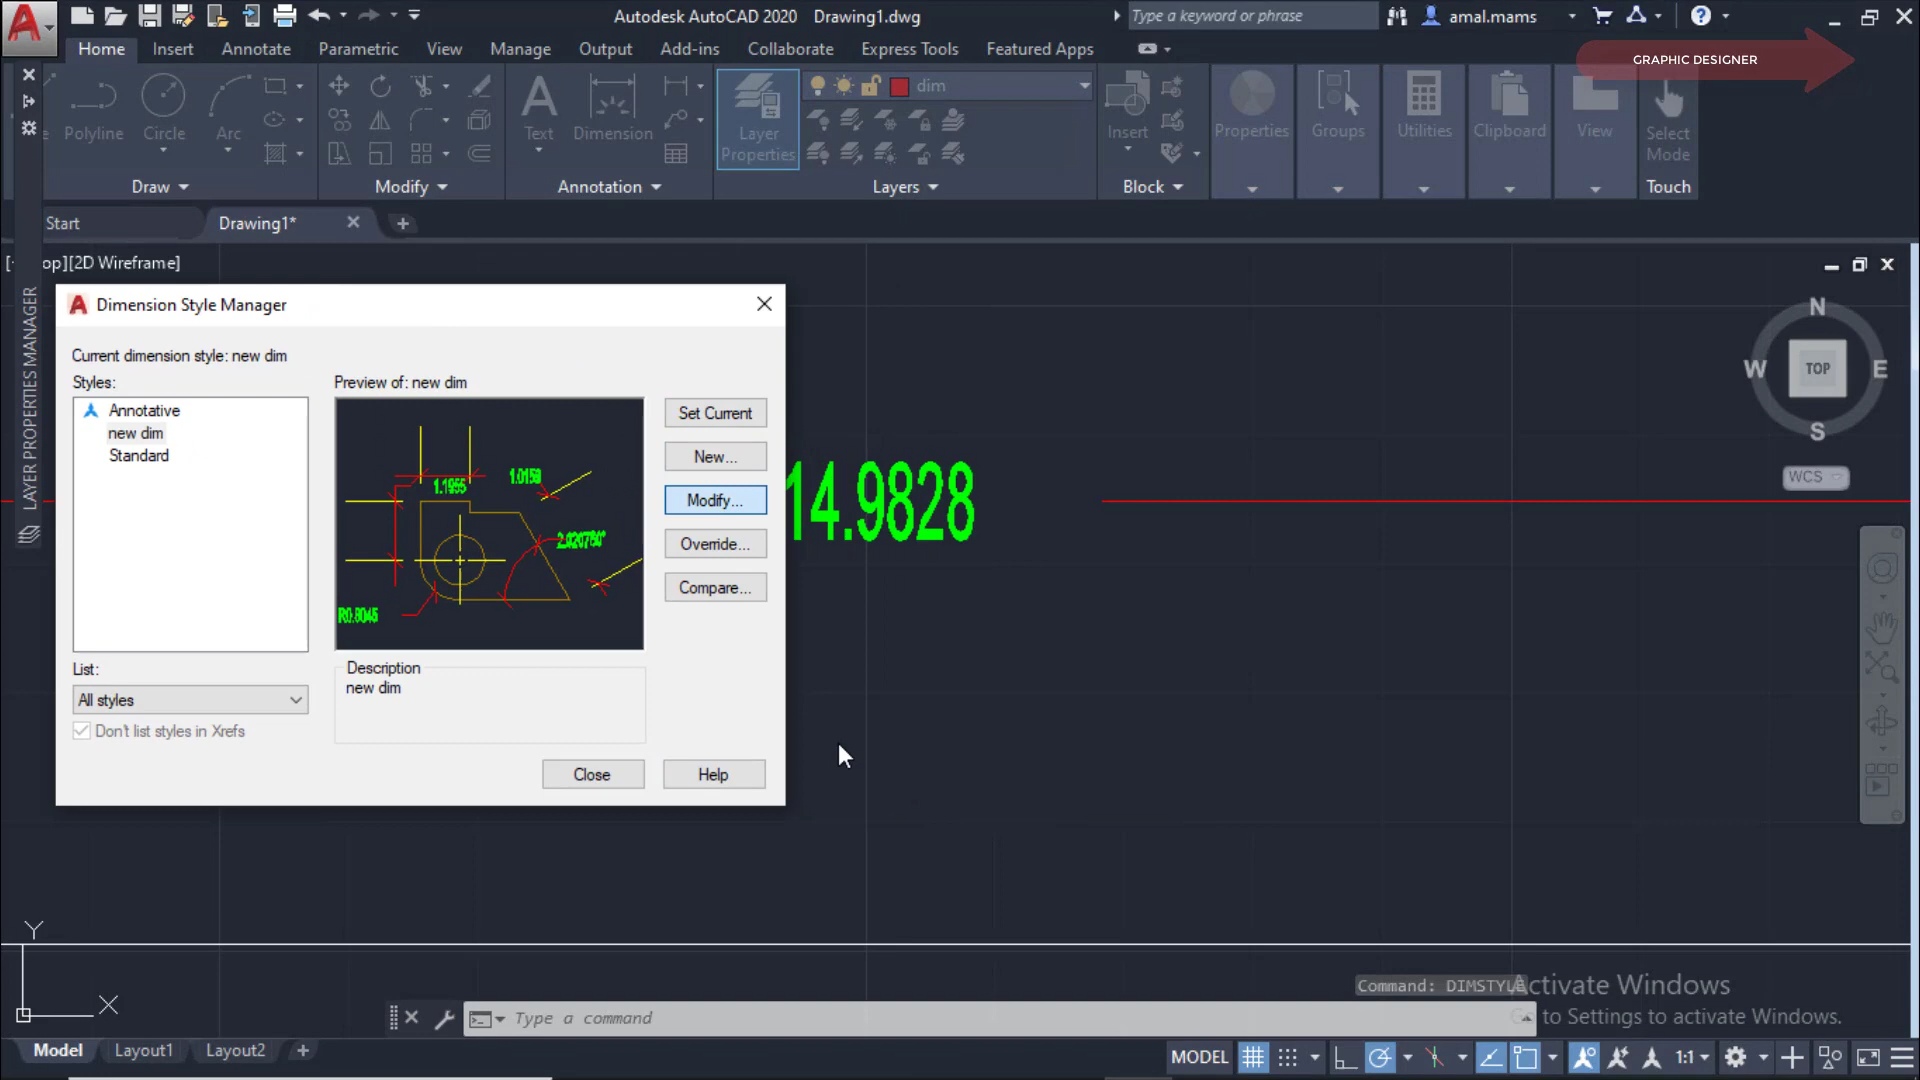 Autodesk AutoCAD 2020 Drawing1.dwg
Type a keyword or phrase
amal.mams
Home Insert Annotate Parametric View Manage Output Add-ins Collaborate Express Tools Featured Apps
GRAPHIC DESIGNER
Polyline Circle Arc
Text Dimension
Layer Properties
dim
Insert
Properties Groups Utilities Clipboard View
Select Mode
Draw Modify Annotation Layers Block Touch
Start Drawing1*
[2D Wireframe]
LAYER PROPERTIES MANAGER
Dimension Style Manager
Current dimension style: new dim
Styles:
Annotative
new dim
Standard
Preview of: new dim
1.1955
1.0159
R0.8045
Set Current
New...
Modify...
Override...
Compare...
List:
All styles
Don't list styles in Xrefs
Description
new dim
Close Help
14.9828
N
W TOP E
S
WCS
Y
X
Command: DIMSTYLE
Activate Windows
Go to Settings to activate Windows.
Type a command
Model Layout1 Layout2
MODEL 1:1